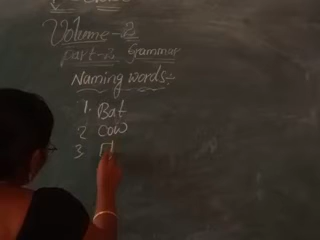 Volume-2
part-2 Grammar
Naming words:-
1. Bat
2 cow
3